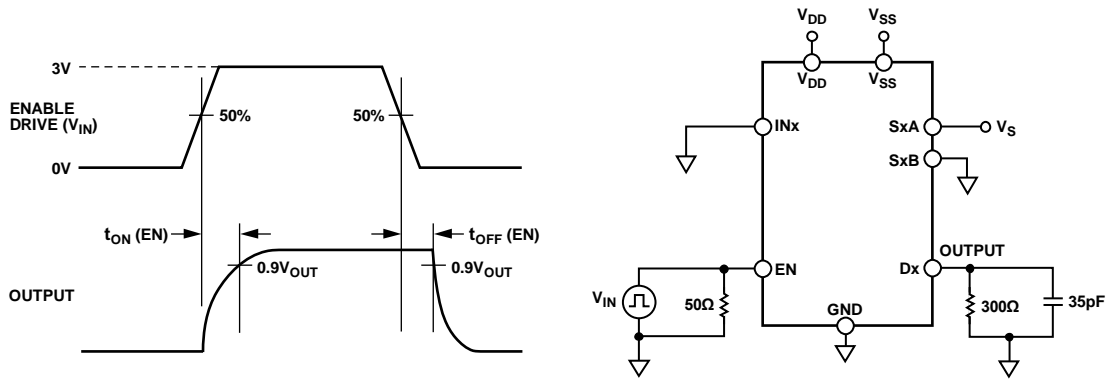 3V
ENABLE
DRIVE (VIN)
50%
50%
0V
tON (EN)
tOFF (EN)
0.9VOUT
0.9VOUT
OUTPUT
VDD
VSS
VDD
VSS
INx
SxA
VS
SxB
OUTPUT
EN
Dx
VIN
50Ω
GND
300Ω
35pF